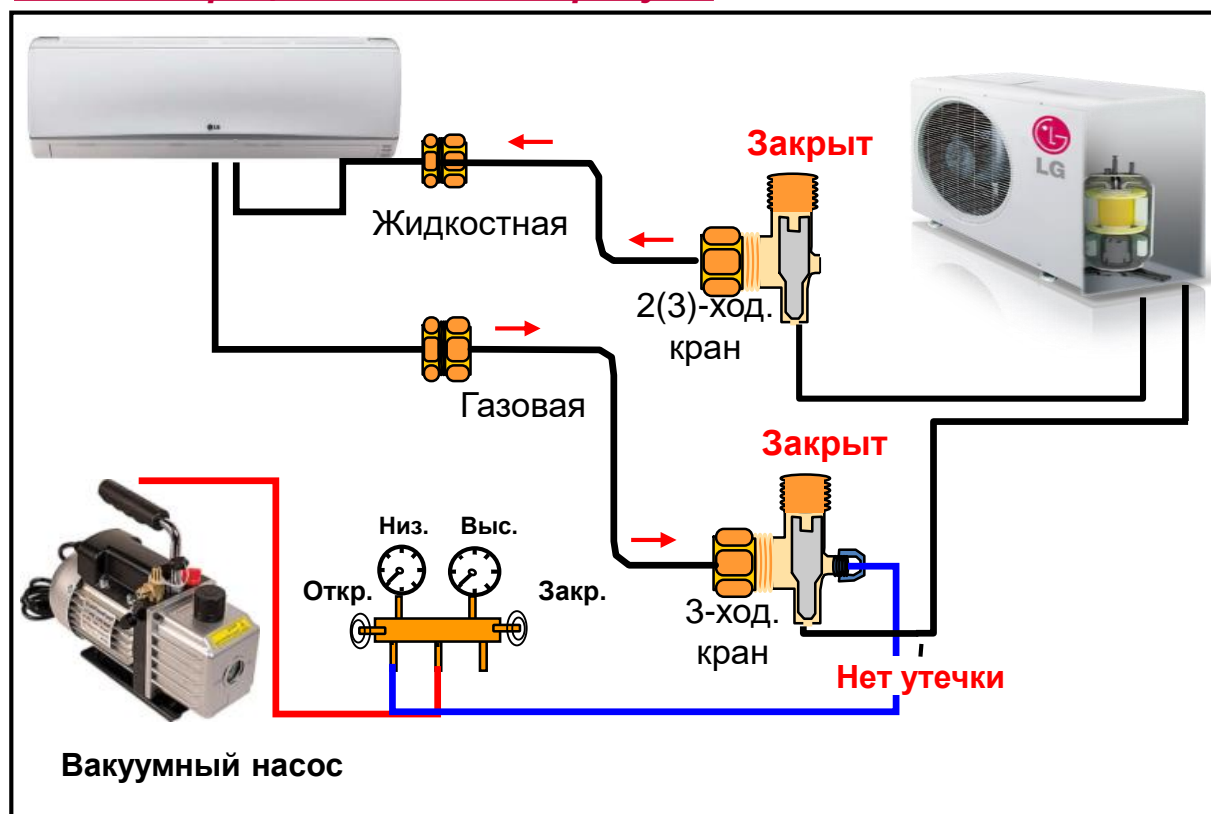 Закрыт
LG
Жидкостная
2(3)-ход.
кран
Газовая
Закрыт
Низ.
Выс.
Откр.
Закр.
3-ход.
кран
Нет утечки
Вакуумный насос